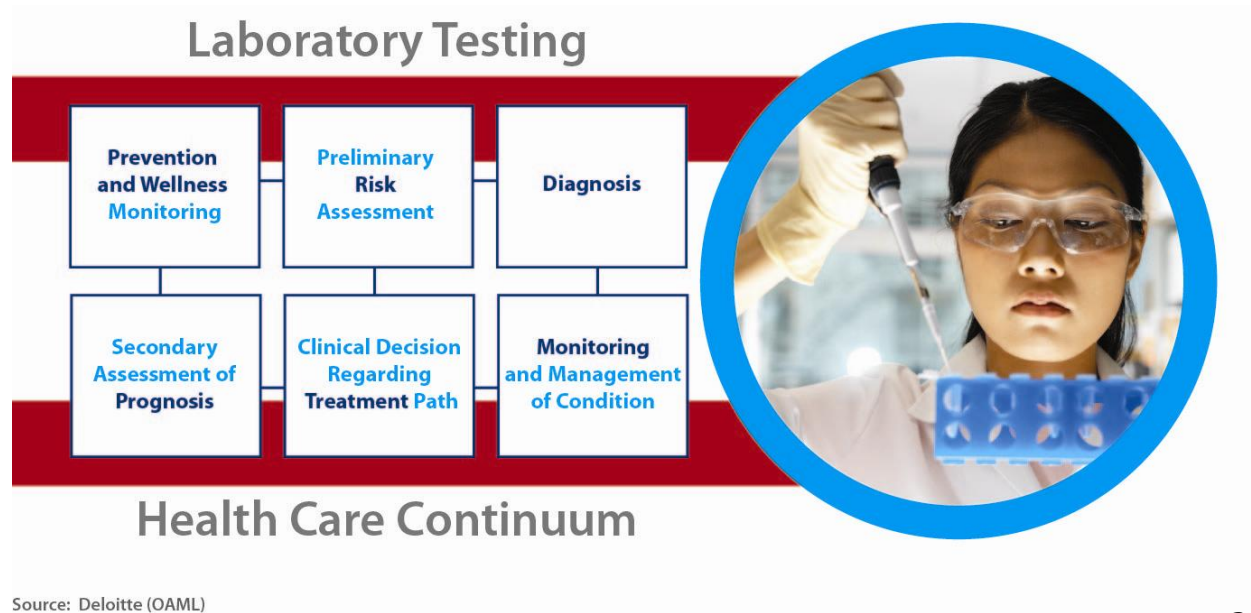 Laboratory Testing
Prevention
and Wellness
Monitoring
Preliminary
Risk
Assessment
Diagnosis
Secondary
Assessment of
Prognosis
Clinical Decision
Regarding
Treatment Path
Monitoring
and Management
of Condition
Health Care Continuum
Source: Deloitte (OAML)